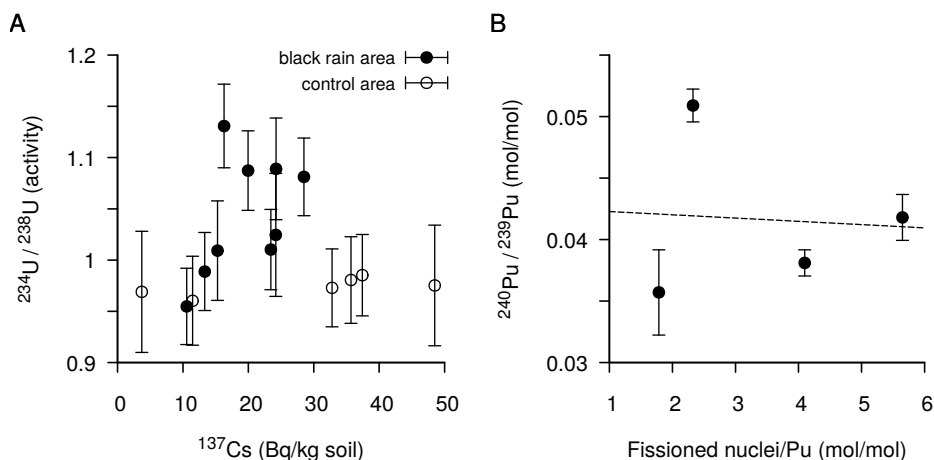 A
1.2
1.1
1
0.9
²³⁴U / ²³⁸U (activity)
black rain area
control area
0 10 20 30 40 50
¹³⁷Cs (Bq/kg soil)
B
0.05
0.04
0.03
²⁴⁰Pu / ²³⁹Pu (mol/mol)
1 2 3 4 5 6
Fissioned nuclei/Pu (mol/mol)